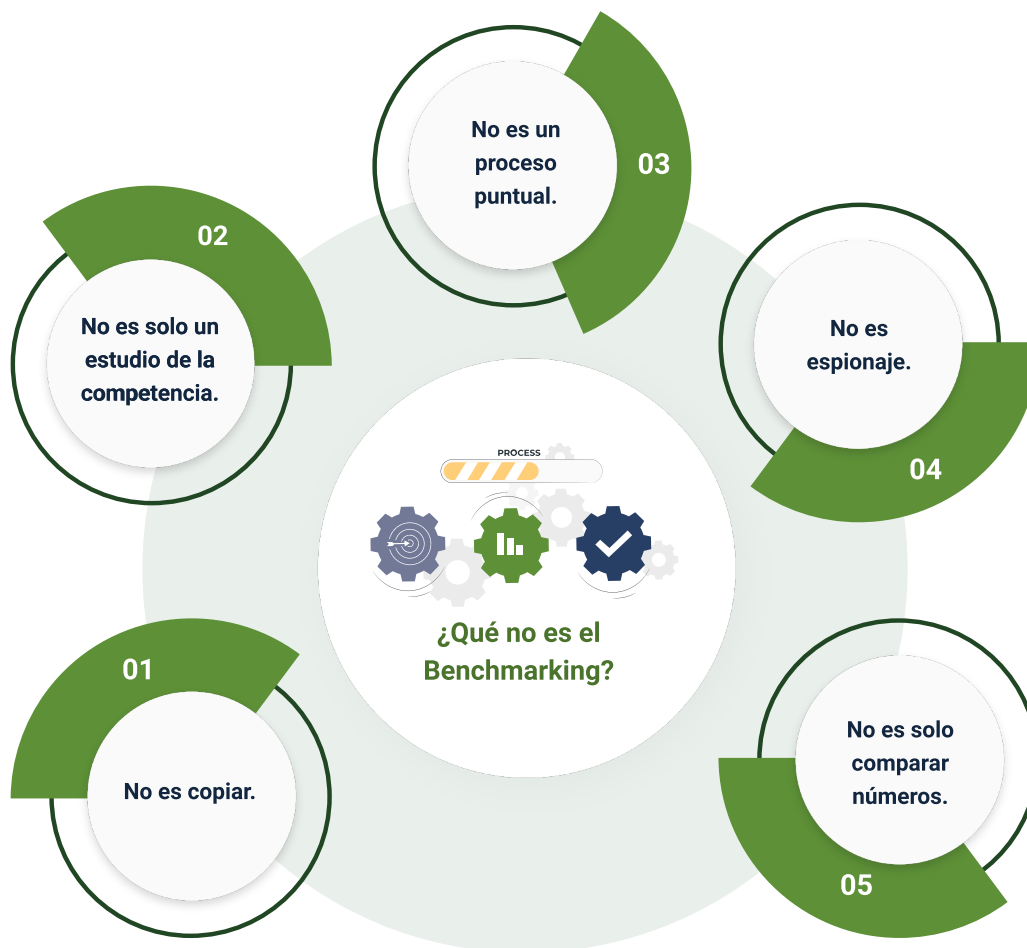 No es un
proceso
puntual.
03
02
No es solo un
estudio de la
competencia.
No es
espionaje.
04
PROCESS
¿Qué no es el
Benchmarking?
01
No es copiar.
No es solo
comparar
números.
05